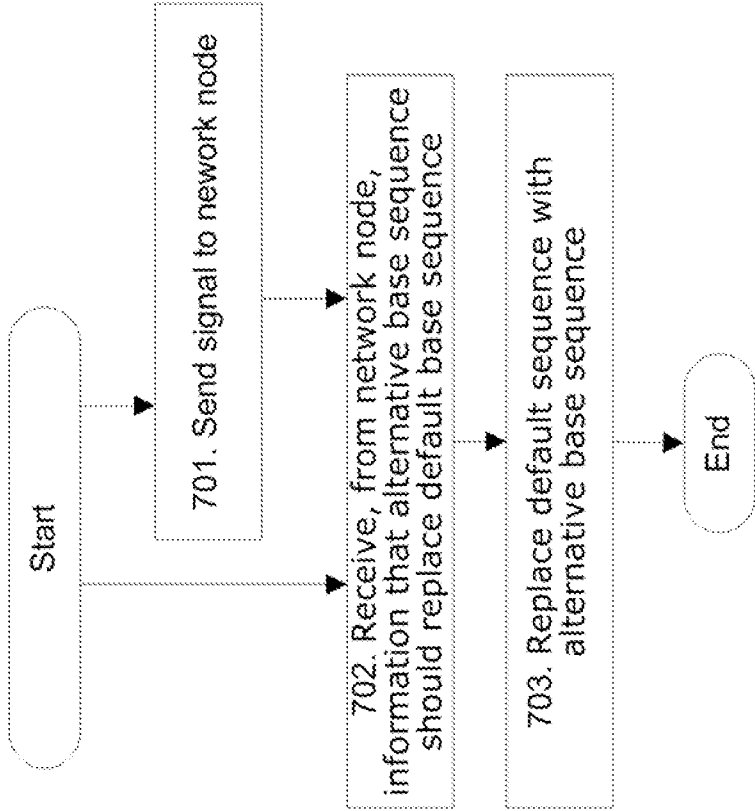 Start
701. Send signal to nework node
702. Receive, from network node,
information that alternative base sequence
should replace default base sequence
703. Replace default sequence with
alternative base sequence
End